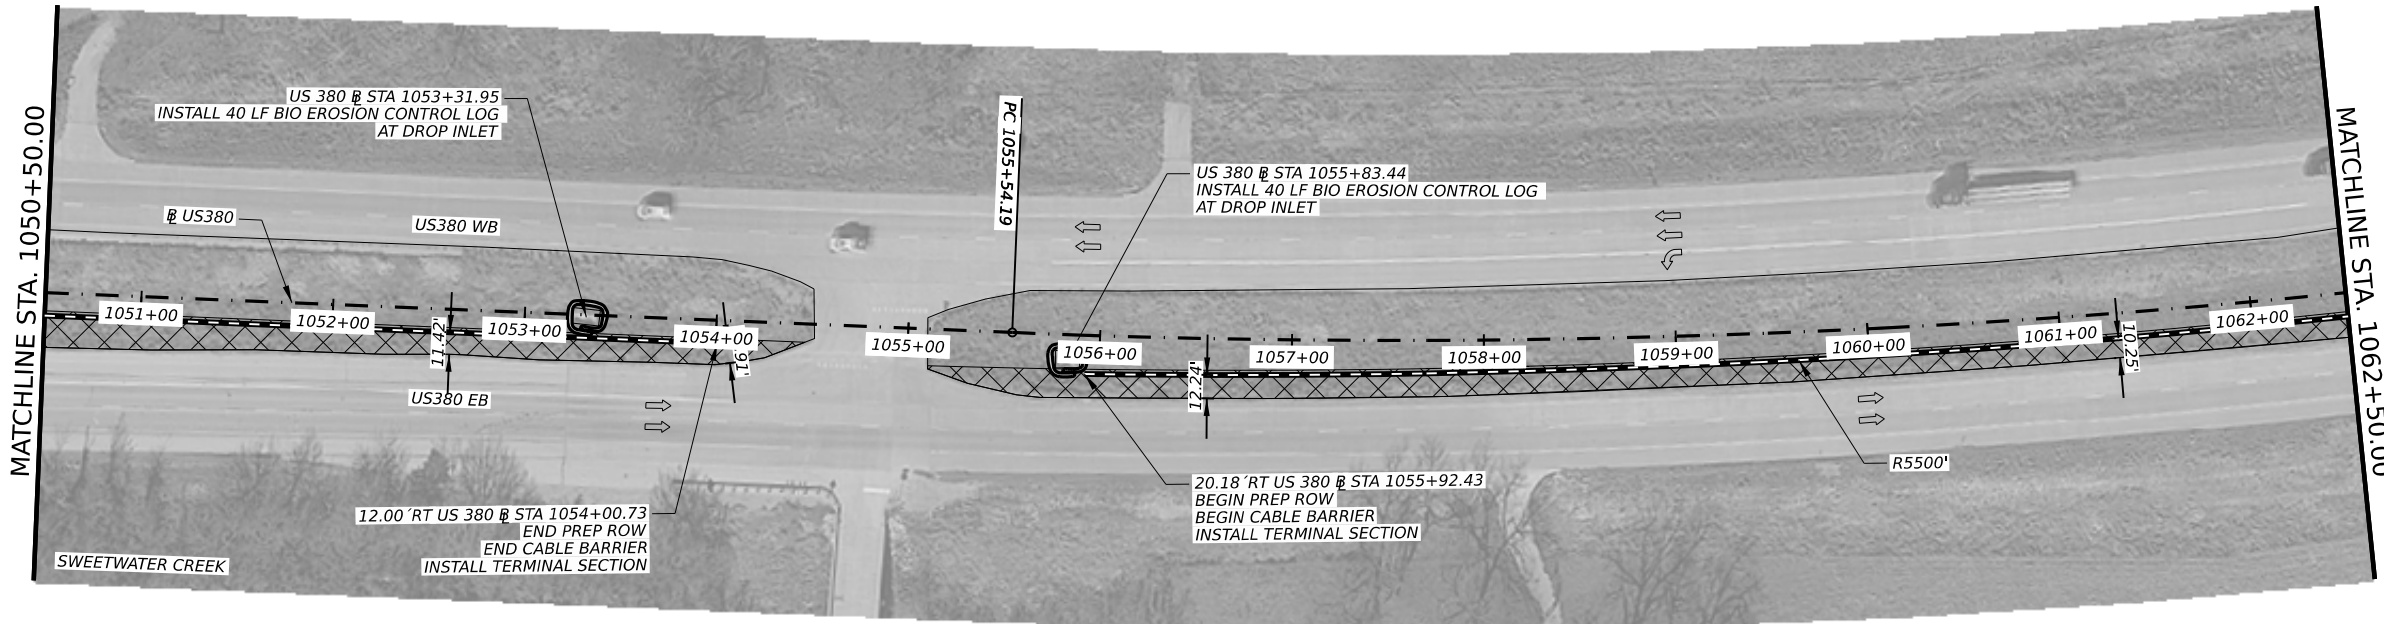 MATCHLINE STA. 1050+50.00
US 380 ⅊ STA 1053+31.95
INSTALL 40 LF BIO EROSION CONTROL LOG
AT DROP INLET
PC 1055+54.19
US 380 ⅊ STA 1055+83.44
INSTALL 40 LF BIO EROSION CONTROL LOG
AT DROP INLET
MATCHLINE STA. 1062+50.00
⅊ US380
US380 WB
1051+00
1052+00
1053+00
1054+00
1055+00
1056+00
1057+00
1058+00
1059+00
1060+00
1061+00
1062+00
11.42'
12.24'
10.25'
US380 EB
R5500'
20.18´RT US 380 ⅊ STA 1055+92.43
BEGIN PREP ROW
BEGIN CABLE BARRIER
INSTALL TERMINAL SECTION
12.00´RT US 380 ⅊ STA 1054+00.73
END PREP ROW
END CABLE BARRIER
INSTALL TERMINAL SECTION
SWEETWATER CREEK